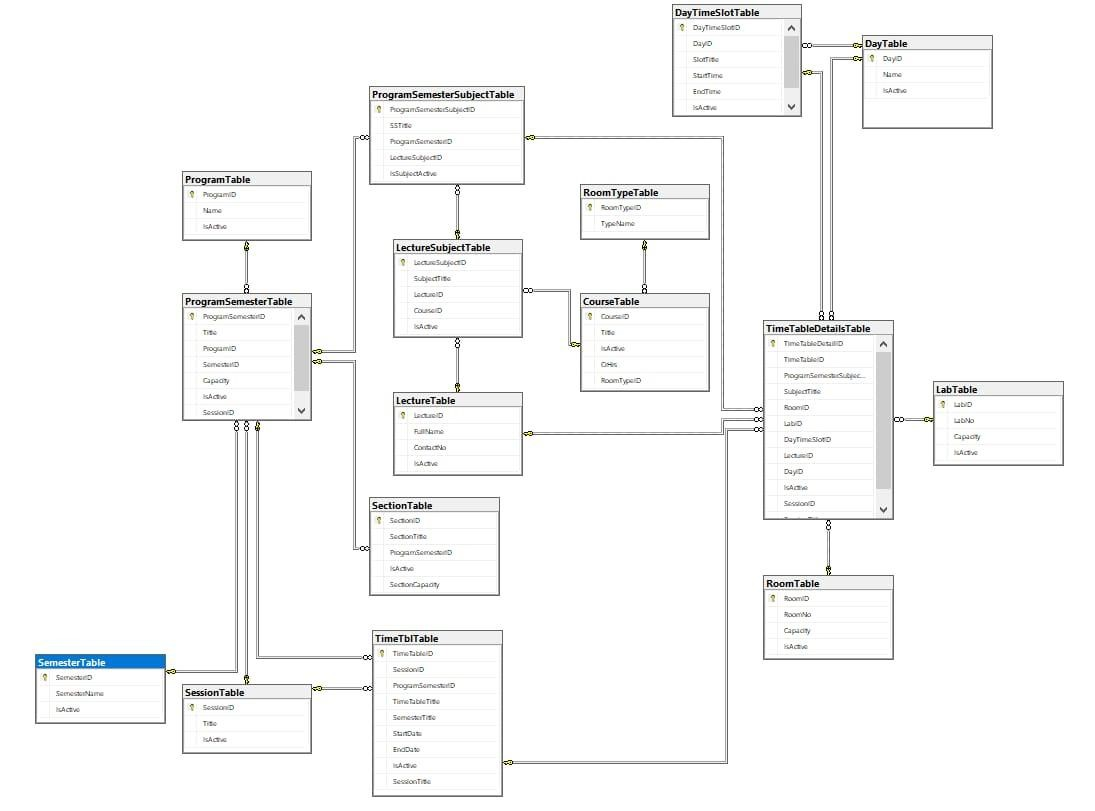 DayTimeSlotTable
DayTimeSlotID
DayID
SlotTitle
StartTime
EndTime
IsActive
DayTable
DayID
Name
IsActive
ProgramSemesterSubjectTable
ProgramSemesterSubjectID
SSTitle
ProgramSemesterID
LectureSubjectID
IsSubjectActive
ProgramTable
ProgramID
Name
IsActive
RoomTypeTable
RoomTypeID
TypeName
LectureSubjectTable
LectureSubjectID
SubjectTitle
LectureID
CourseID
IsActive
ProgramSemesterTable
ProgramSemesterID
Title
ProgramID
SemesterID
Capacity
IsActive
SessionID
CourseTable
CourseID
Title
IsActive
CrHrs
RoomTypeID
TimeTableDetailsTable
TimeTableDetailID
TimeTableID
ProgramSemesterSubjec...
SubjectTitle
RoomID
LabID
DayTimeSlotID
LectureID
DayID
IsActive
SessionID
LabTable
LabID
LabNo
Capacity
IsActive
LectureTable
LectureID
FullName
ContactNo
IsActive
SectionTable
SectionID
SectionTitle
ProgramSemesterID
IsActive
SectionCapacity
RoomTable
RoomID
RoomNo
Capacity
IsActive
TimeTblTable
TimeTableID
SessionID
ProgramSemesterID
TimeTableTitle
SemesterTitle
StartDate
EndDate
IsActive
SessionTitle
SemesterTable
SemesterID
SemesterName
IsActive
SessionTable
SessionID
Title
IsActive